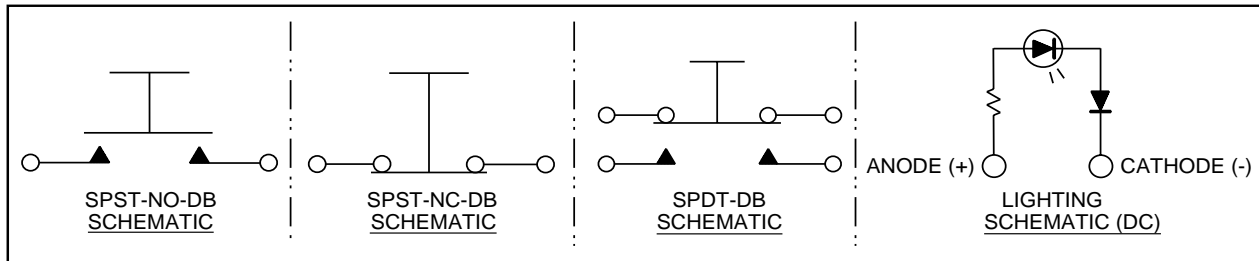 SPST-NO-DB
SCHEMATIC
SPST-NC-DB
SCHEMATIC
SPDT-DB
SCHEMATIC
ANODE (+)
CATHODE (-)
LIGHTING
SCHEMATIC (DC)